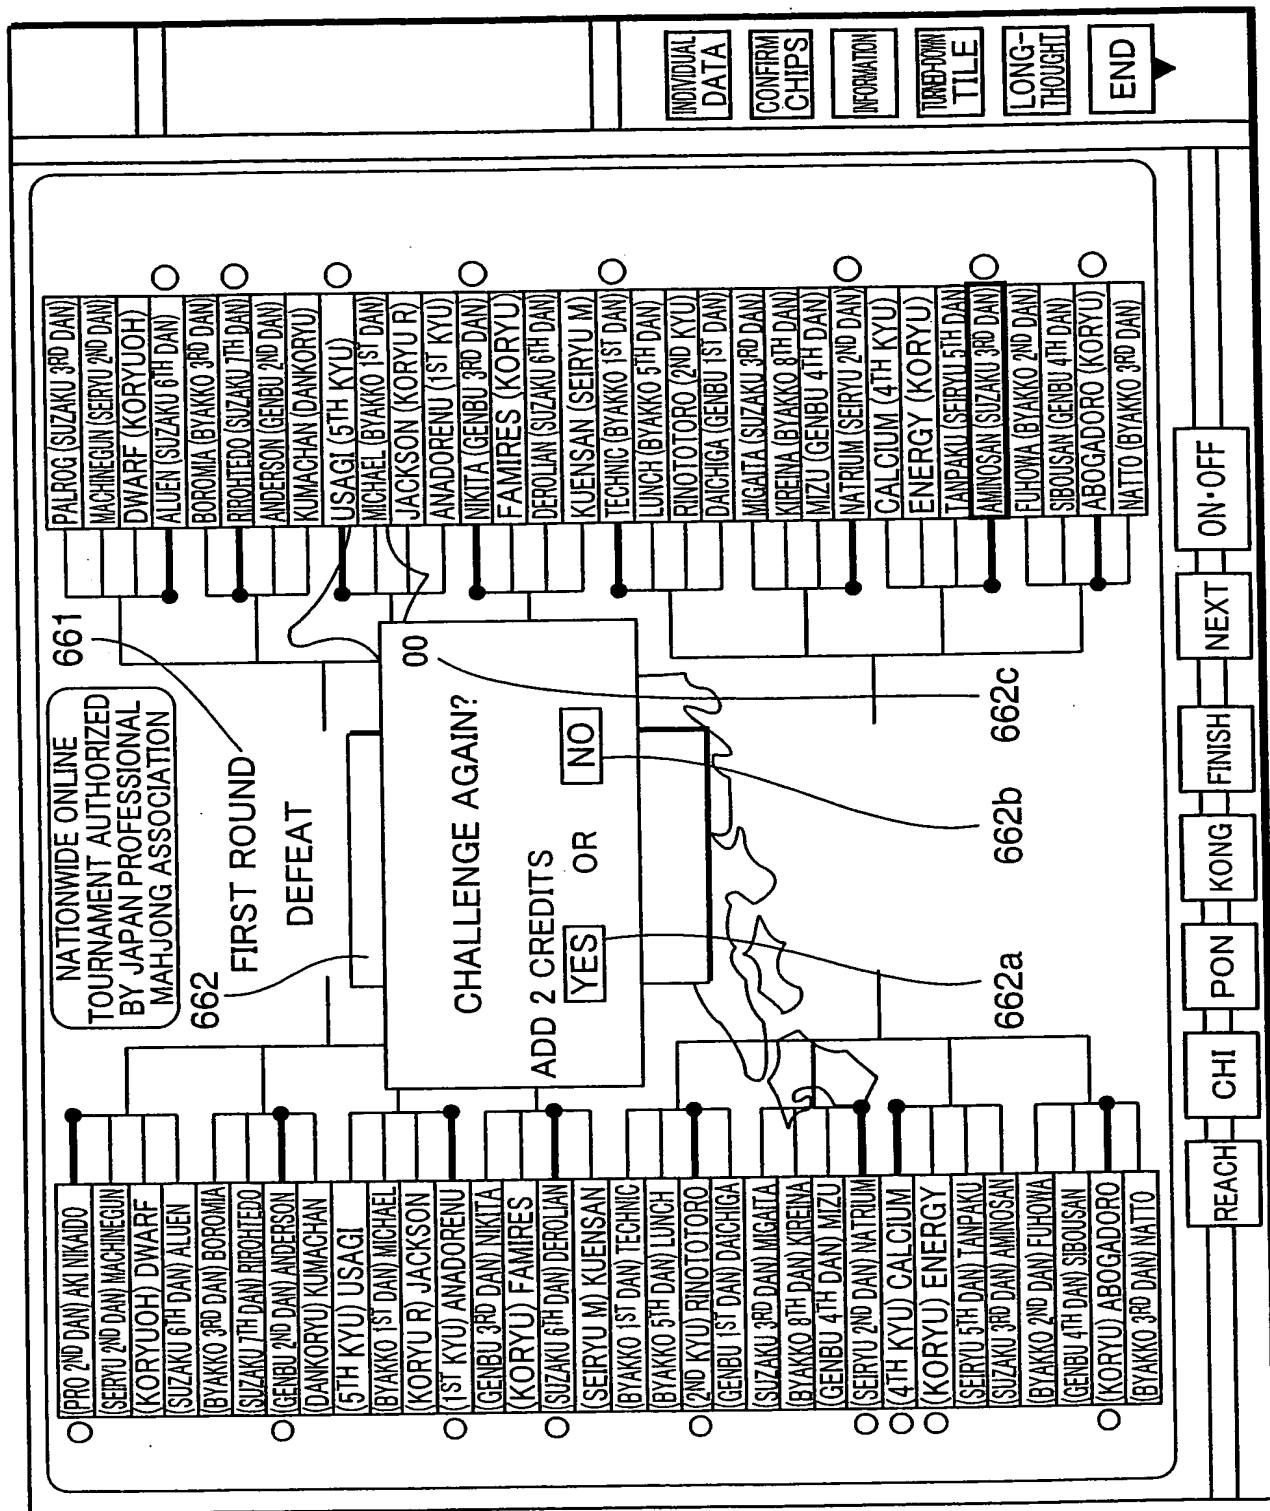 NATIONWIDE ONLINE
TOURNAMENT AUTHORIZED
BY JAPAN PROFESSIONAL
MAHJONG ASSOCIATION
661
662
FIRST ROUND
DEFEAT
(PRO 2ND DAN) AKI NIKAIDO
(SEIRYU 2ND DAN) MACHINEGUN
(KORYUOH) DWARF
(SUZAKU 6TH DAN) ALUEN
(BYAKKO 3RD DAN) BOROMIA
(SUZAKU 7TH DAN) RIROHTEDO
(GENBU 2ND DAN) ANDERSON
(DANKORYU) KUMACHAN
(5TH KYU) USAGI
(BYAKKO 1ST DAN) MICHAEL
(KORYU R) JACKSON
(1ST KYU) ANADORENU
(GENBU 3RD DAN) NIKITA
(KORYU) FAMIRES
(SUZAKU 6TH DAN) DEROLIAN
(SEIRYU M) KUENSAN
(BYAKKO 1ST DAN) TECHNIC
(BYAKKO 5TH DAN) LUNCH
(2ND KYU) RINOTOTORO
(GENBU 1ST DAN) DAICHIGA
(SUZAKU 3RD DAN) MIGAITA
(BYAKKO 8TH DAN) KIRENA
(GENBU 4TH DAN) MIZU
(SEIRYU 2ND DAN) NATRIUM
(4TH KYU) CALCIUM
(KORYU) ENERGY
(SEIRYU 5TH DAN) TANPAKU
(SUZAKU 3RD DAN) AMINOSAN
(BYAKKO 2ND DAN) FUHOWA
(GENBU 4TH DAN) SIBOUSAN
(KORYU) ABOGADORO
(BYAKKO 3RD DAN) NATTO
00
CHALLENGE AGAIN?
ADD 2 CREDITS
YES OR NO
662a
662b
662c
PALROG (SUZAKU 3RD DAN)
MACHINEGUN (SEIRYU 2ND DAN)
DWARF (KORYUOH)
ALUEN (SUZAKU 6TH DAN)
BOROMIA (BYAKKO 3RD DAN)
RIROHTEDO (SUZAKU 7TH DAN)
ANDERSON (GENBU 2ND DAN)
KUMACHAN (DANKORYU)
USAGI (5TH KYU)
MICHAEL (BYAKKO 1ST DAN)
JACKSON (KORYU R)
ANADORENU (1ST KYU)
NIKITA (GENBU 3RD DAN)
FAMIRES (KORYU)
DEROLIAN (SUZAKU 6TH DAN)
KUENSAN (SEIRYU M)
TECHNIC (BYAKKO 1ST DAN)
LUNCH (BYAKKO 5TH DAN)
RINOTOTORO (2ND KYU)
DAICHIGA (GENBU 1ST DAN)
MIGAITA (SUZAKU 3RD DAN)
KIREINA (BYAKKO 8TH DAN)
MIZU (GENBU 4TH DAN)
NATRIUM (SEIRYU 2ND DAN)
CALCIUM (4TH KYU)
ENERGY (KORYU)
TANPAKU (SEIRYU 5TH DAN)
AMINOSAN (SUZAKU 3RD DAN)
FUHOWA (BYAKKO 2ND DAN)
SIBOUSAN (GENBU 4TH DAN)
ABOGADORO (KORYU)
NATTO (BYAKKO 3RD DAN)
INDIVIDUAL
DATA
CONFIRM
CHIPS
INFORMATION
TURNED-DOWN
TILE
LONG-
THOUGHT
END
REACH
CHI
PON
KONG
FINISH
NEXT
ON·OFF